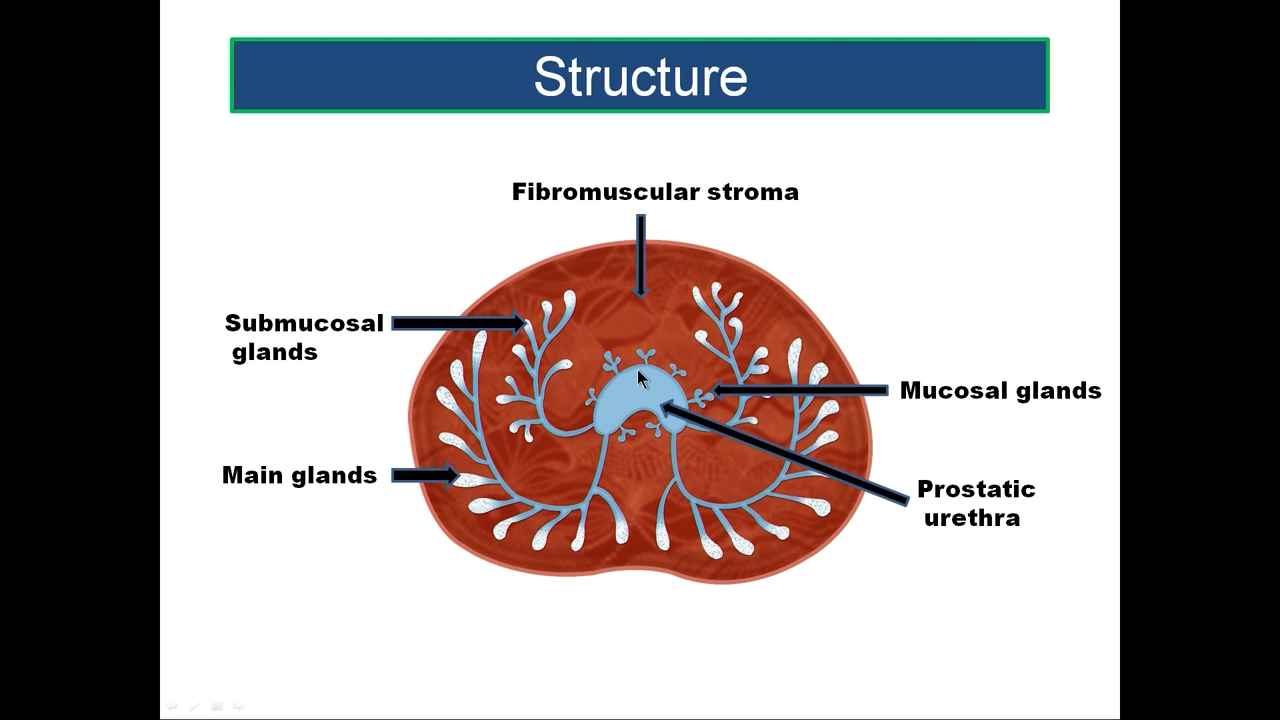 Structure
Fibromuscular stroma
Submucosal
glands
Mucosal glands
Main glands
Prostatic
urethra